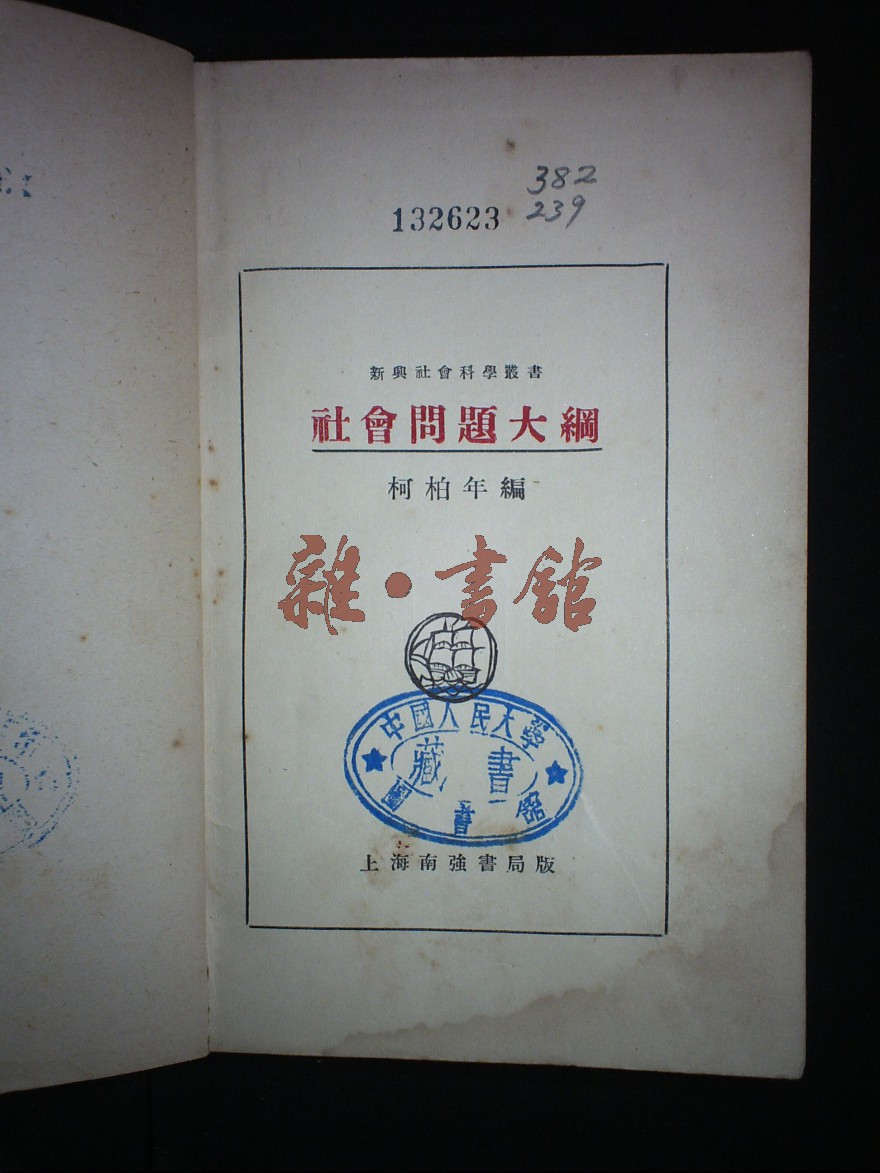 382
132623
239
新興社會科學叢書
社會問題大綱
柯柏年編
雜·書館
中國人民大學
藏書
圖書館
上海南強書局版